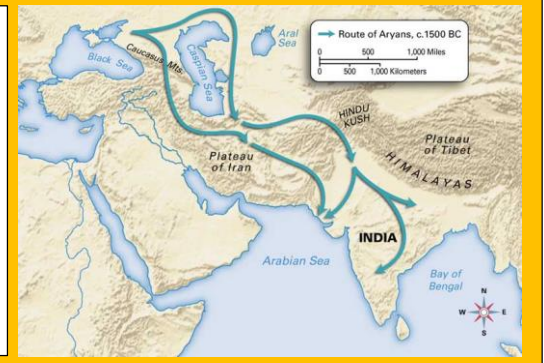 Route of Aryans, c.1500 BC
0 500 1,000 Miles
0 500 1,000 Kilometers
Aral
Sea
Black Sea
Caucasus Mts.
Caspian Sea
HINDU
KUSH
Plateau
of Tibet
HIMALAYAS
Plateau
of Iran
INDIA
Arabian Sea
Bay of
Bengal
N
W E
S